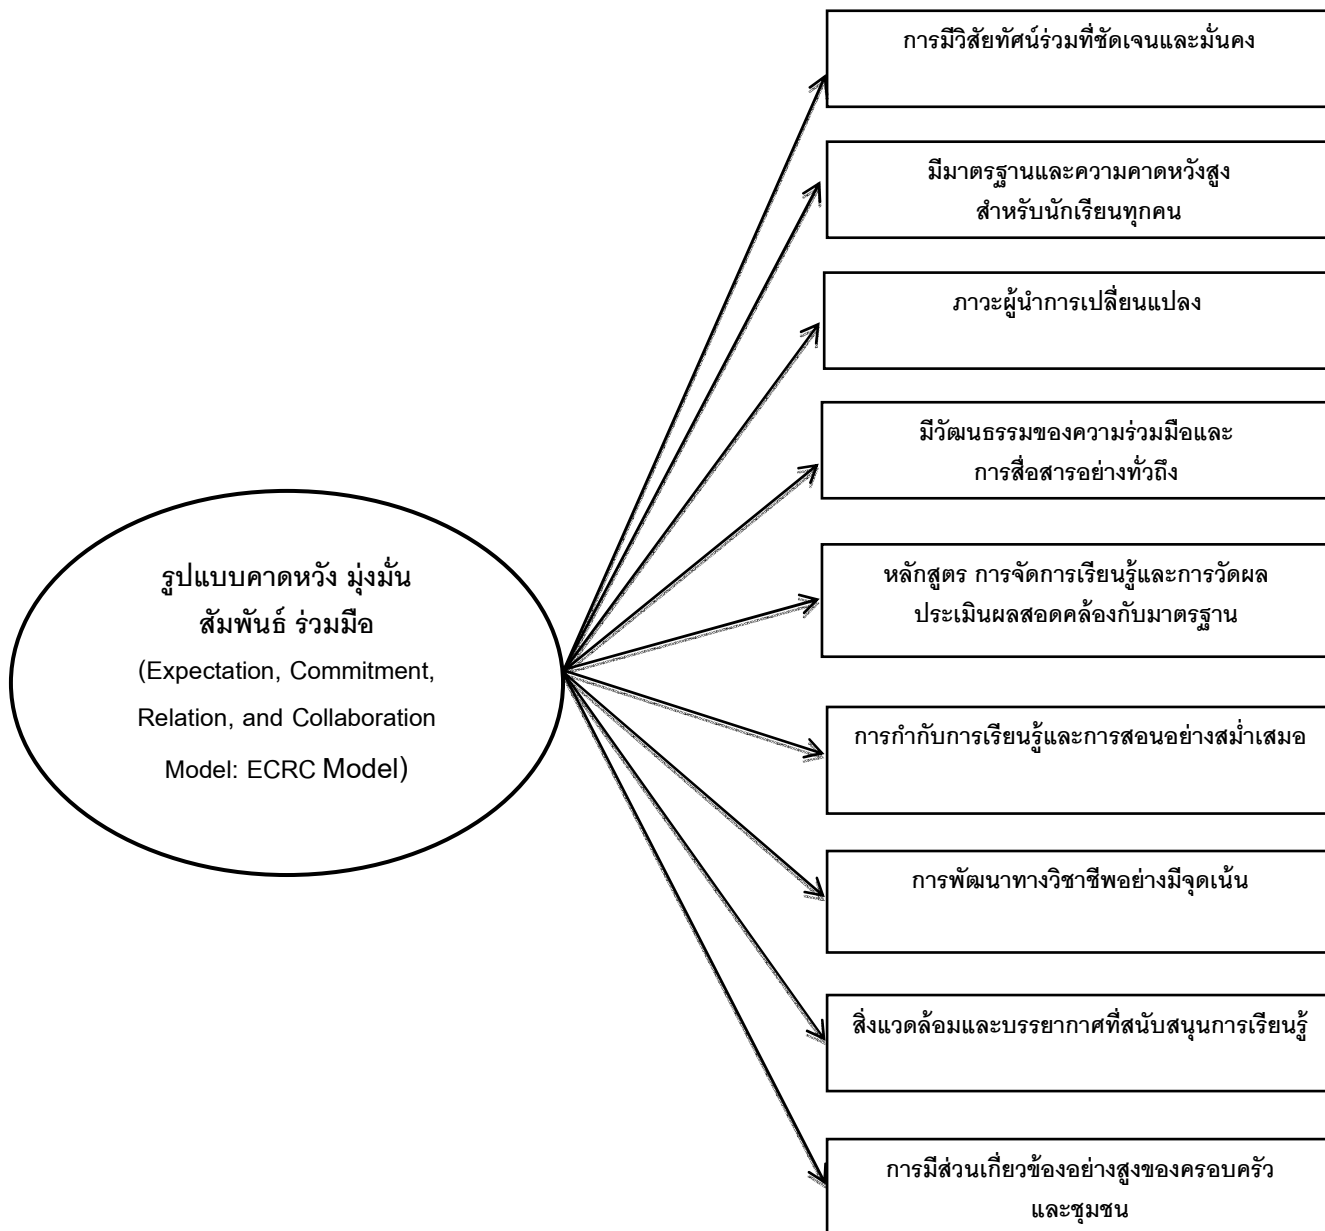 การมีวิสัยทัศน์ร่วมที่ชัดเจนและมั่นคง
มีมาตรฐานและความคาดหวังสูง
สำหรับนักเรียนทุกคน
ภาวะผู้นำการเปลี่ยนแปลง
มีวัฒนธรรมของความร่วมมือและ
การสื่อสารอย่างทั่วถึง
รูปแบบคาดหวัง มุ่งมั่น
สัมพันธ์ ร่วมมือ
(Expectation, Commitment,
Relation, and Collaboration
Model: ECRC Model)
หลักสูตร การจัดการเรียนรู้และการวัดผล
ประเมินผลสอดคล้องกับมาตรฐาน
การกำกับการเรียนรู้และการสอนอย่างสม่ำเสมอ
การพัฒนาทางวิชาชีพอย่างมีจุดเน้น
สิ่งแวดล้อมและบรรยากาศที่สนับสนุนการเรียนรู้
การมีส่วนเกี่ยวข้องอย่างสูงของครอบครัว
และชุมชน